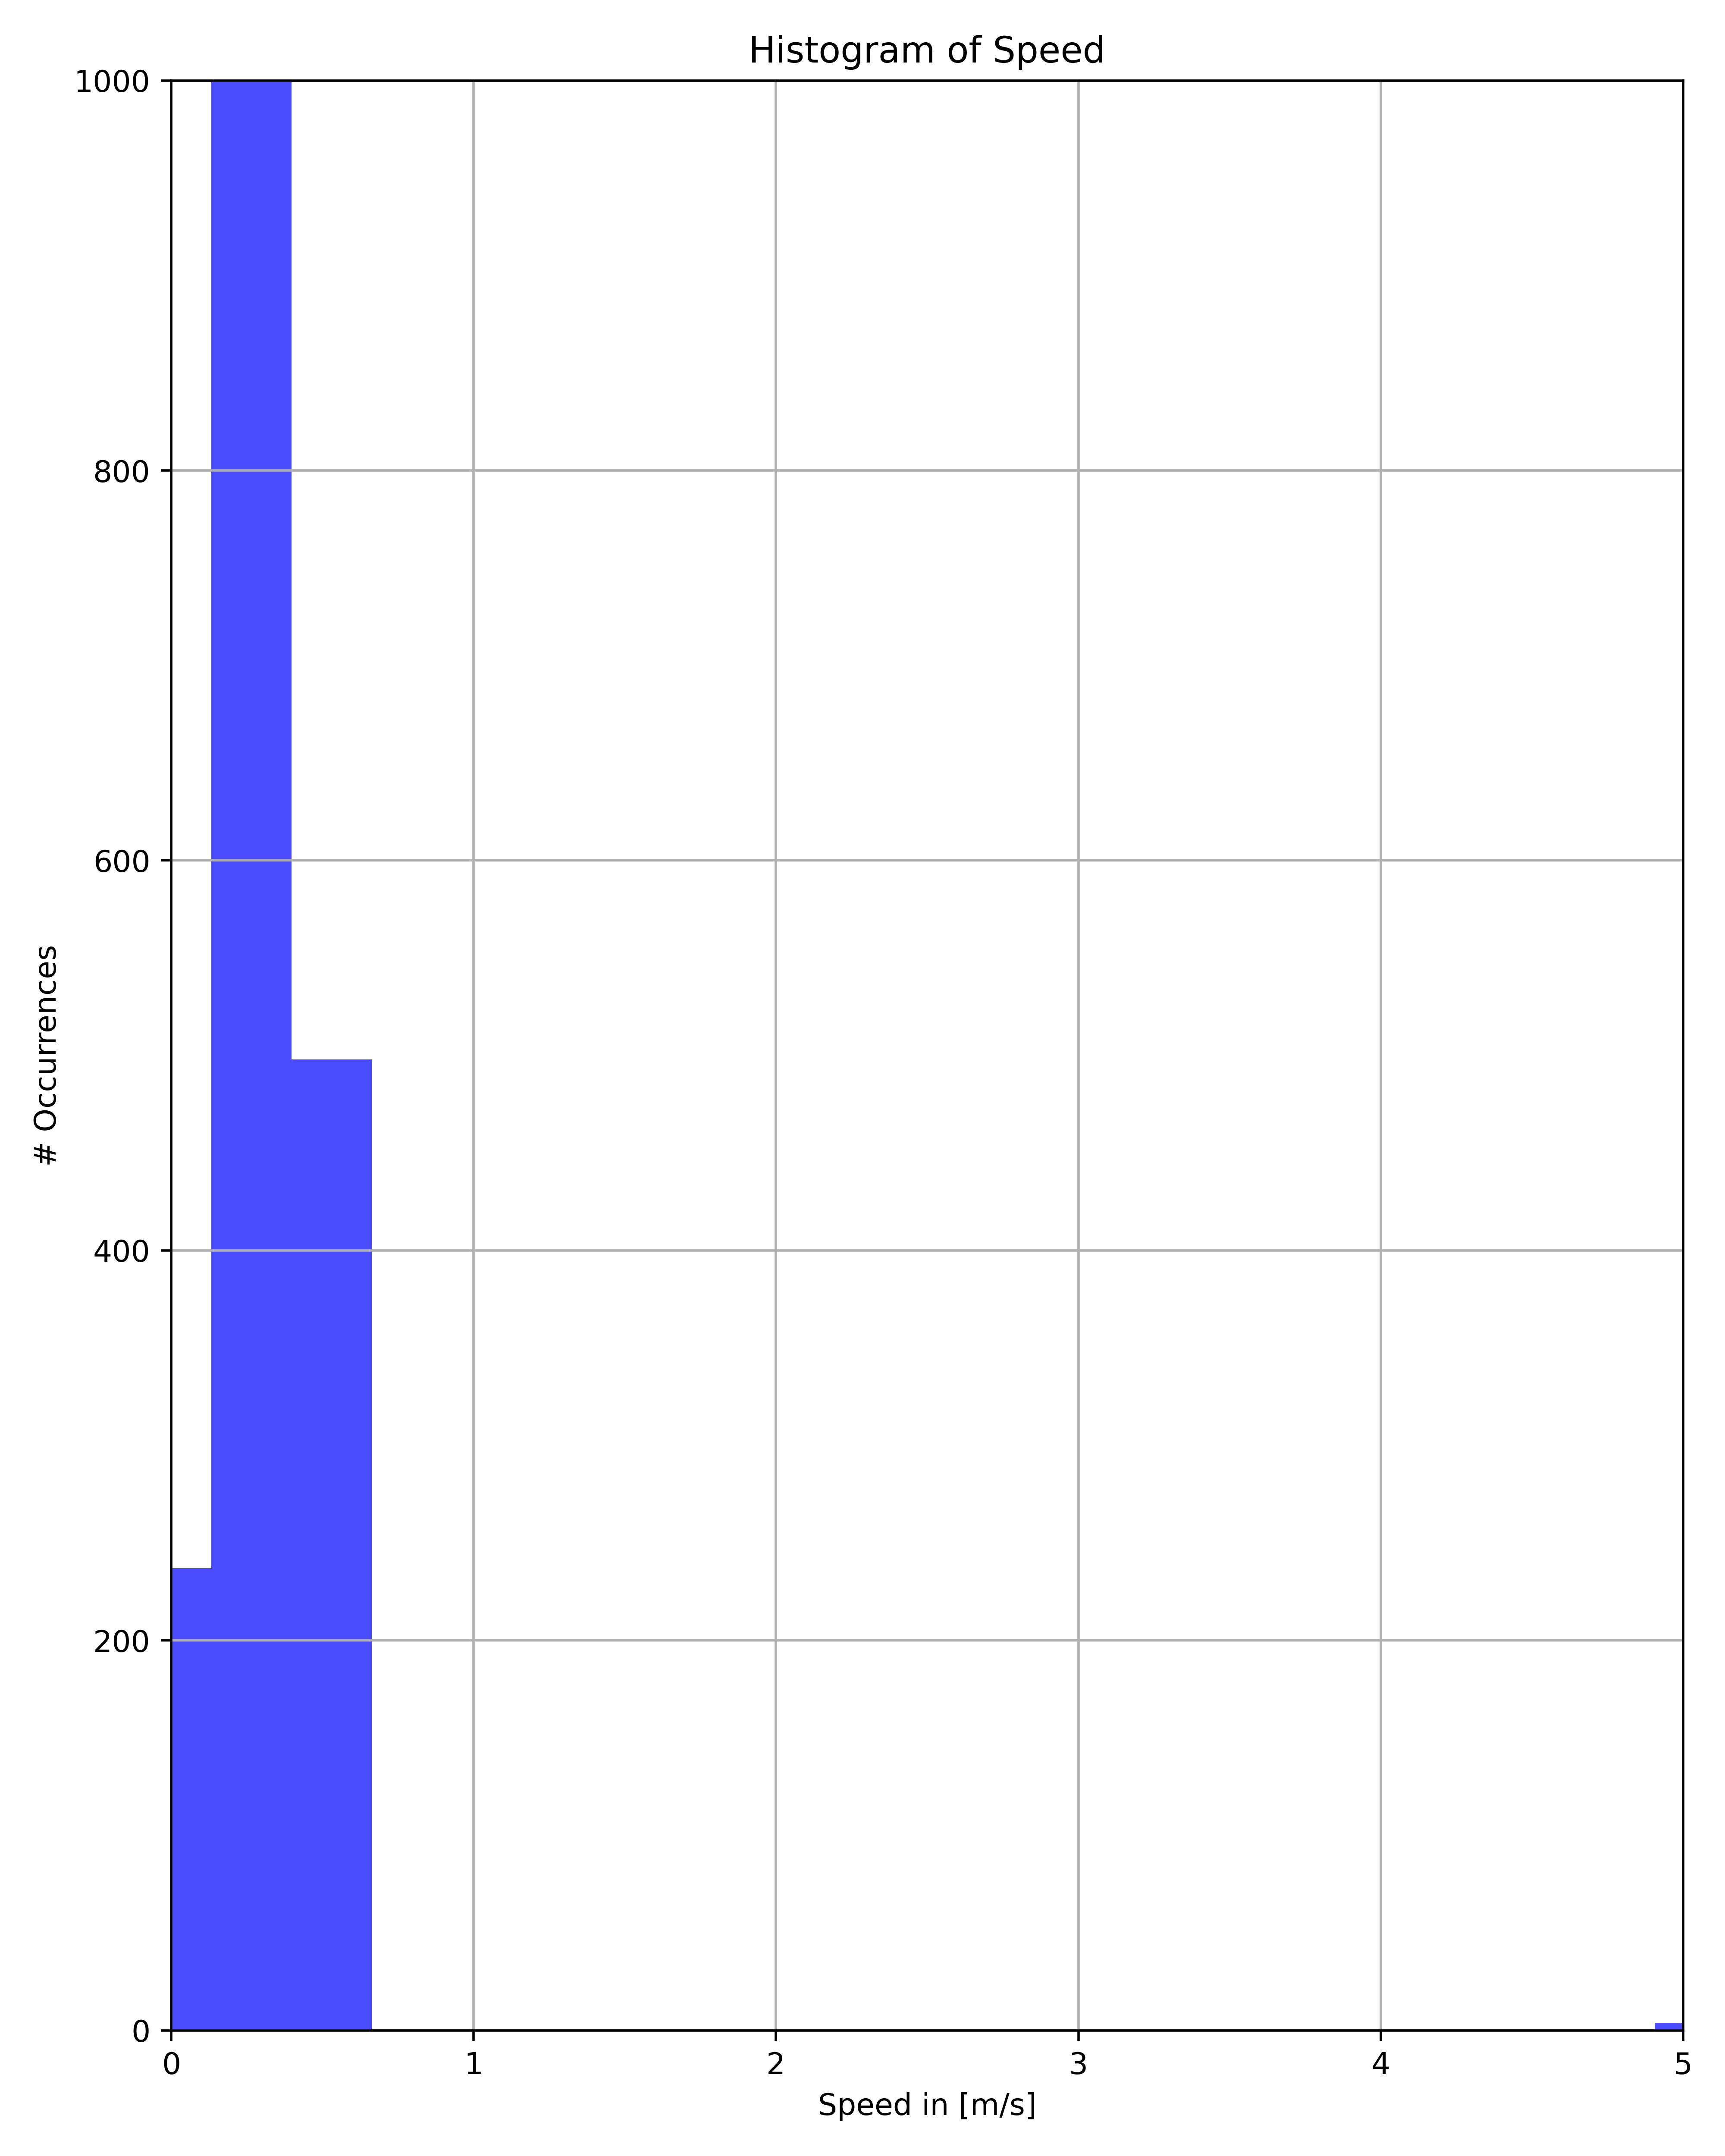 Histogram of Speed
1000
800
600
400
200
0
# Occurrences
0 1 2 3 4 5
Speed in [m/s]